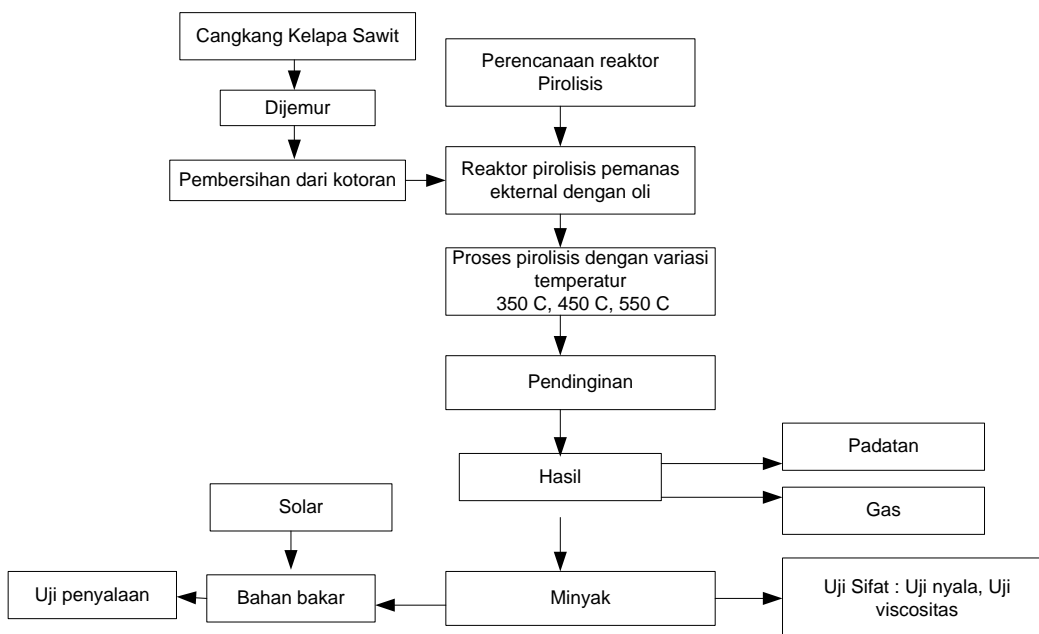 Cangkang Kelapa Sawit
Perencanaan reaktor
Pirolisis
Dijemur
Pembersihan dari kotoran
Reaktor pirolisis pemanas
ekternal dengan oli
Proses pirolisis dengan variasi
temperatur
350 C, 450 C, 550 C
Pendinginan
Hasil
Padatan
Gas
Solar
Uji penyalaan
Bahan bakar
Minyak
Uji Sifat : Uji nyala, Uji
viscositas